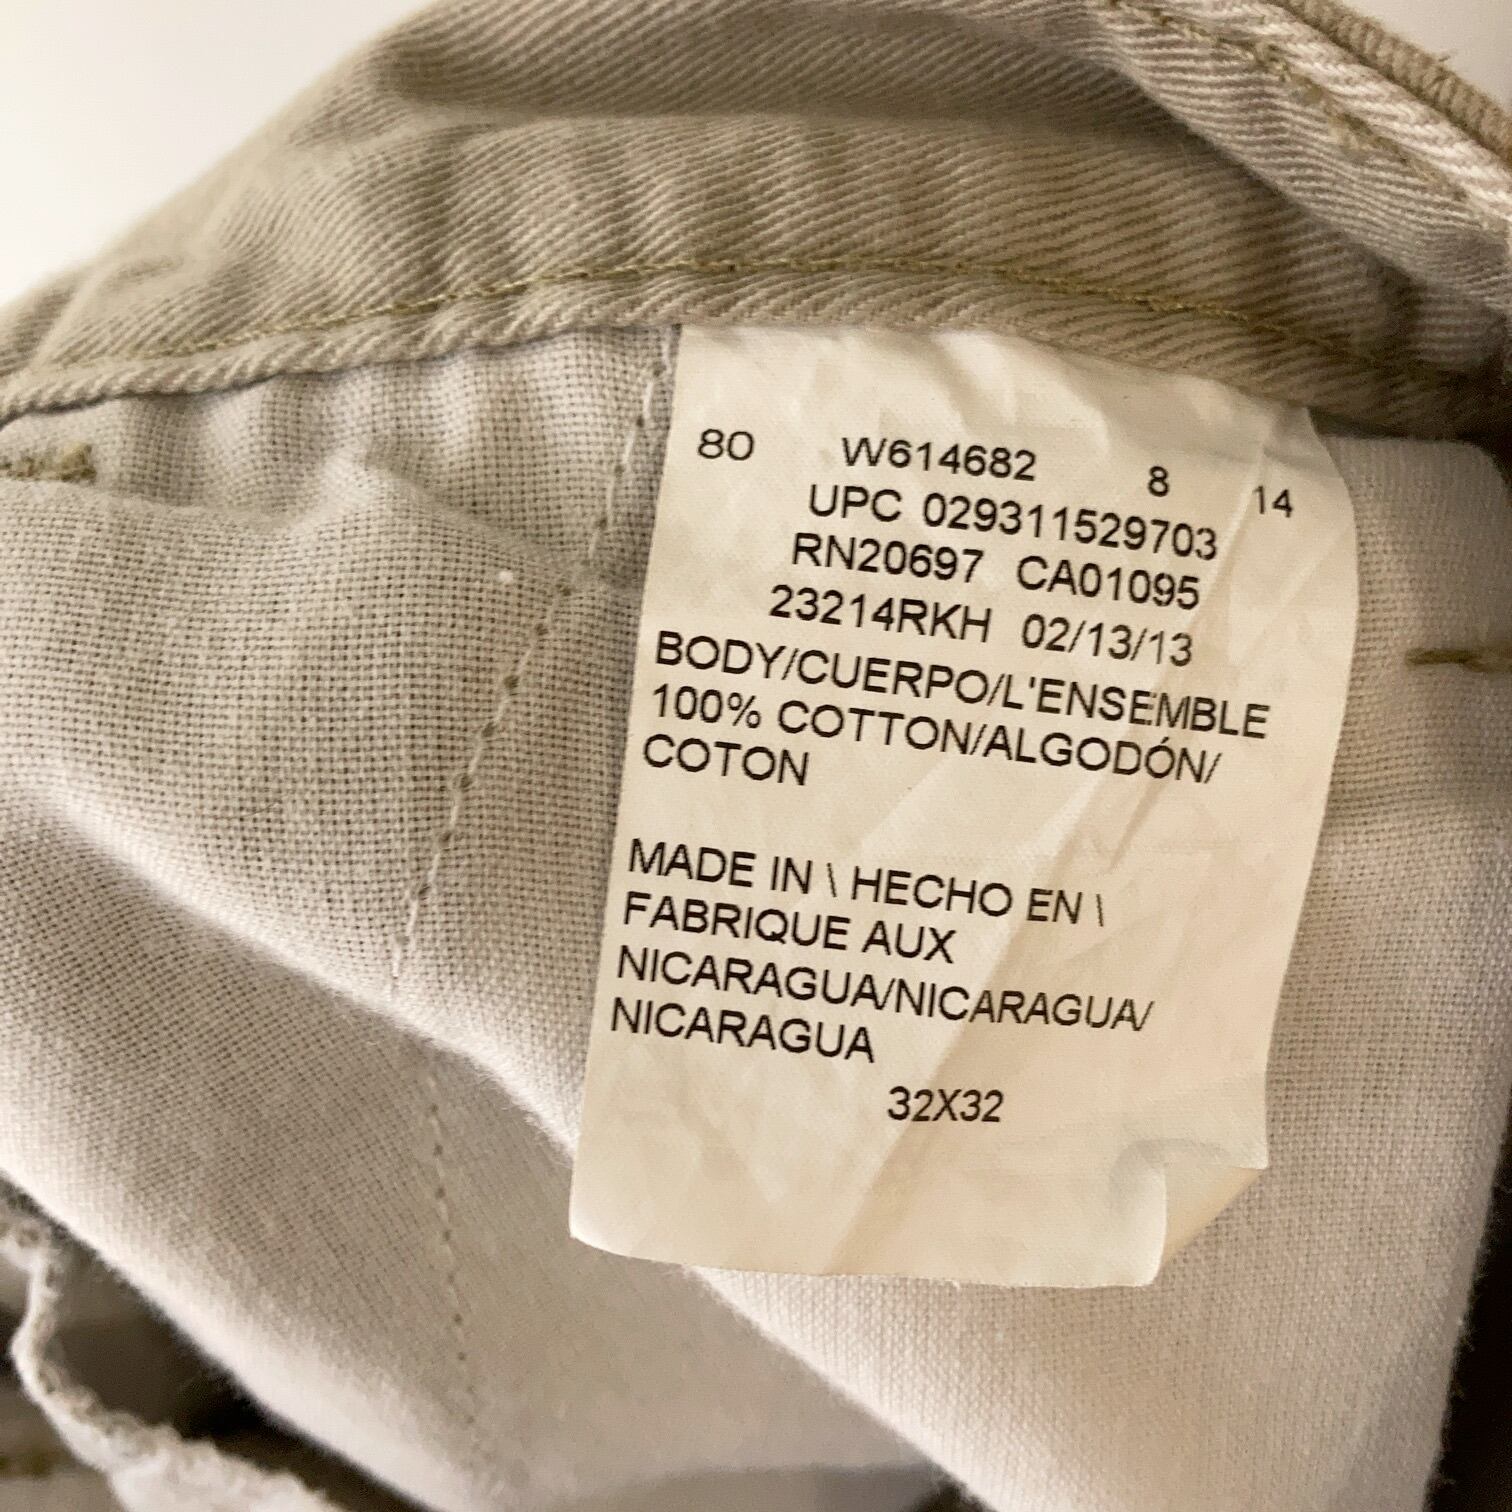 80 W614682 8 14
UPC 029311529703
RN20697 CA01095
23214RKH 02/13/13
BODY/CUERPO/L'ENSEMBLE
100% COTTON/ALGODÓN/
COTON
MADE IN \ HECHO EN \
FABRIQUE AUX
NICARAGUA/NICARAGUA/
NICARAGUA
32X32